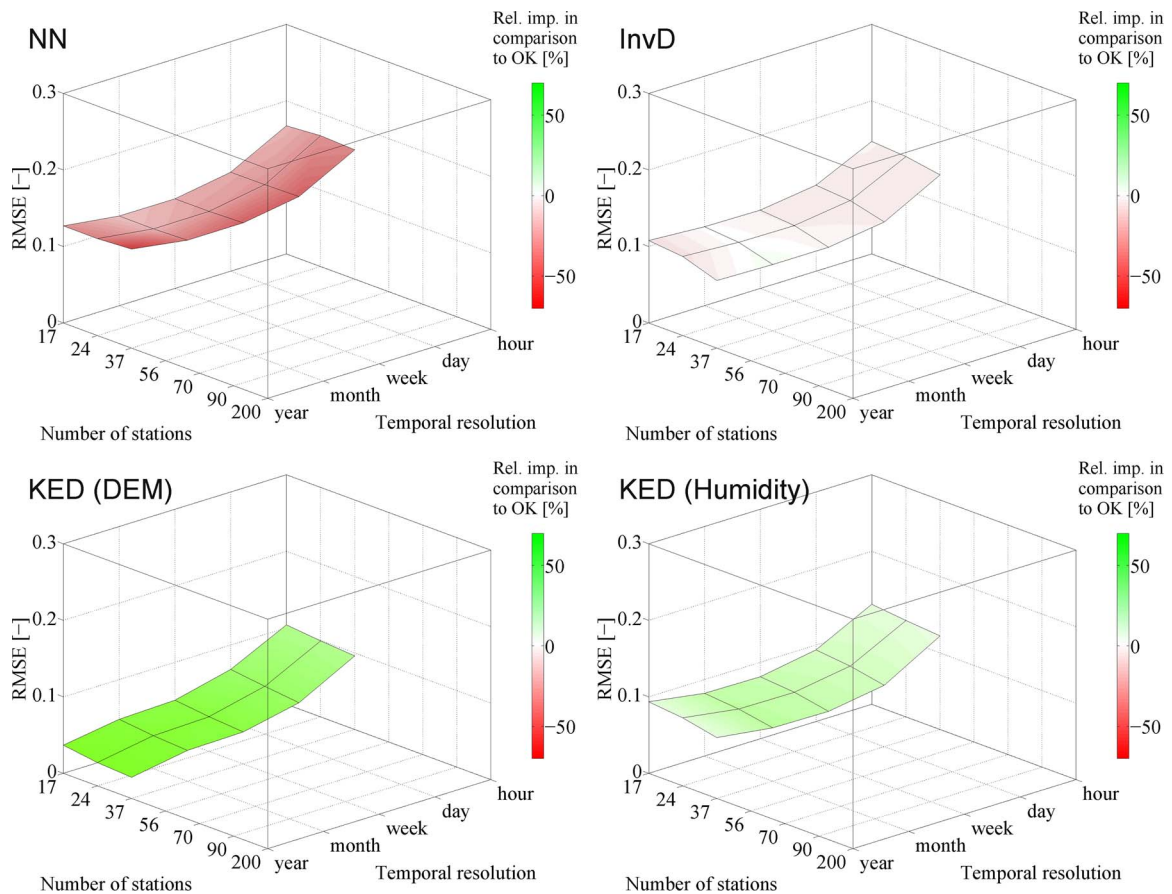 NN
Rel. imp. in
comparison
to OK [%]
0.3
0.2
0.1
0
RMSE [−]
50
0
−50
17
24
37
56
70
90
200
year
month
week
day
hour
Number of stations
Temporal resolution
InvD
Rel. imp. in
comparison
to OK [%]
0.3
0.2
0.1
0
RMSE [−]
50
0
−50
17
24
37
56
70
90
200
year
month
week
day
hour
Number of stations
Temporal resolution
KED (DEM)
Rel. imp. in
comparison
to OK [%]
0.3
0.2
0.1
0
RMSE [−]
50
0
−50
17
24
37
56
70
90
200
year
month
week
day
hour
Number of stations
Temporal resolution
KED (Humidity)
Rel. imp. in
comparison
to OK [%]
0.3
0.2
0.1
0
RMSE [−]
50
0
−50
17
24
37
56
70
90
200
year
month
week
day
hour
Number of stations
Temporal resolution